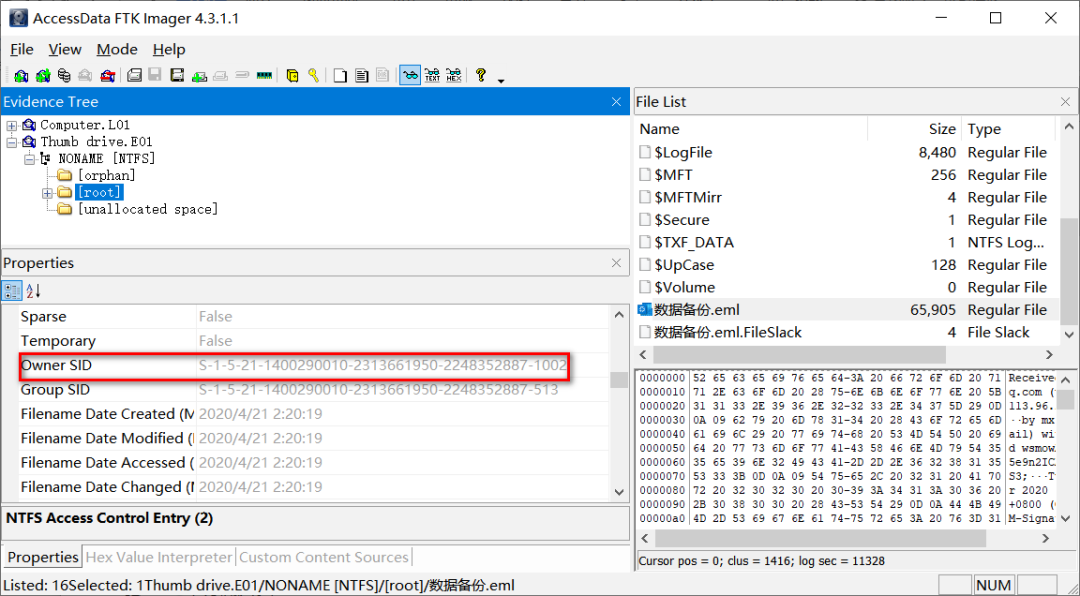 AccessData FTK Imager 4.3.1.1
File View Mode Help
Evidence Tree
Computer.L01
Thumb drive.E01
NONAME [NTFS]
[orphan]
[root]
[unallocated space]
Properties
Sparse False
Temporary False
Owner SID S-1-5-21-1400290010-2313661950-2248352887-1002
Group SID S-1-5-21-1400290010-2313661950-2248352887-513
Filename Date Created (M 2020/4/21 2:20:19
Filename Date Modified ( 2020/4/21 2:20:19
Filename Date Accessed ( 2020/4/21 2:20:19
Filename Date Changed (M 2020/4/21 2:20:19
NTFS Access Control Entry (2)
Properties Hex Value Interpreter Custom Content Sources
File List
Name Size Type
$LogFile 8,480 Regular File
$MFT 256 Regular File
$MFTMirr 4 Regular File
$Secure 1 Regular File
$TXF_DATA 1 NTFS Log...
$UpCase 128 Regular File
$Volume 0 Regular File
数据备份.eml 65,905 Regular File
数据备份.eml.FileSlack 4 File Slack
0000000 52 65 63 65 69 76 65 64-3A 20 66 72 6F 6D 20 71 Receive
0000010 71 2E 63 6F 6D 20 28 75-6E 6B 6E 6F 77 6E 20 5B q.com (
0000020 31 31 33 2E 39 36 2E 32-32 33 2E 34 37 5D 29 0D 113.96.
0000030 0A 09 62 79 20 6D 78 31-34 20 28 43 6F 72 65 6D ··by mx
0000040 61 69 6C 29 20 77 69 74-68 20 53 4D 54 50 20 69 ail) wi
0000050 64 20 77 73 6D 6F 77 41-43 58 46 6E 4D 79 54 35 d wsmow
0000060 35 65 39 6E 32 49 43 41-2D 2D 2E 36 32 38 31 35 5e9n2IC
0000070 53 33 3B 0D 0A 09 54 75-65 2C 20 32 31 20 41 70 S3;···T
0000080 72 20 32 30 32 30 20 30-39 3A 34 31 3A 30 36 20 r 2020
0000090 2B 30 38 30 30 20 28 43-53 54 29 0D 0A 44 4B 49 +0800 (
00000a0 4D 2D 53 69 67 6E 61 74-75 72 65 3A 20 76 3D 31 M-Signa
Cursor pos = 0; clus = 1416; log sec = 11328
Listed: 16Selected: 1Thumb drive.E01/NONAME [NTFS]/[root]/数据备份.eml
NUM